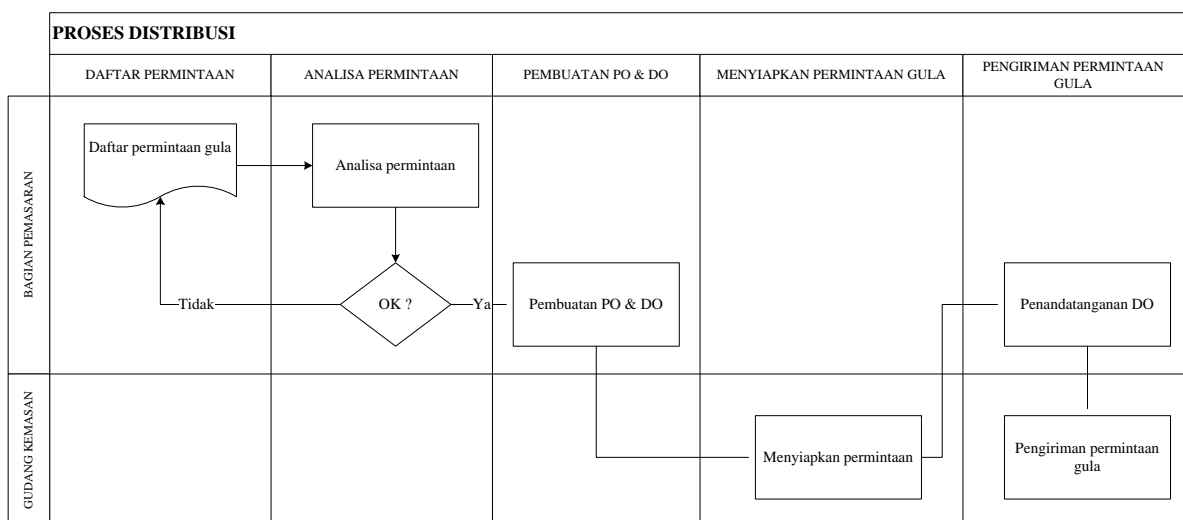 PROSES DISTRIBUSI
DAFTAR PERMINTAAN
ANALISA PERMINTAAN
PEMBUATAN PO & DO
MENYIAPKAN PERMINTAAN GULA
PENGIRIMAN PERMINTAAN
GULA
BAGIAN PEMASARAN
Daftar permintaan gula
Analisa permintaan
Tidak
OK ?
Ya
Pembuatan PO & DO
Penandatanganan DO
GUDANG KEMASAN
Menyiapkan permintaan
Pengiriman permintaan
gula